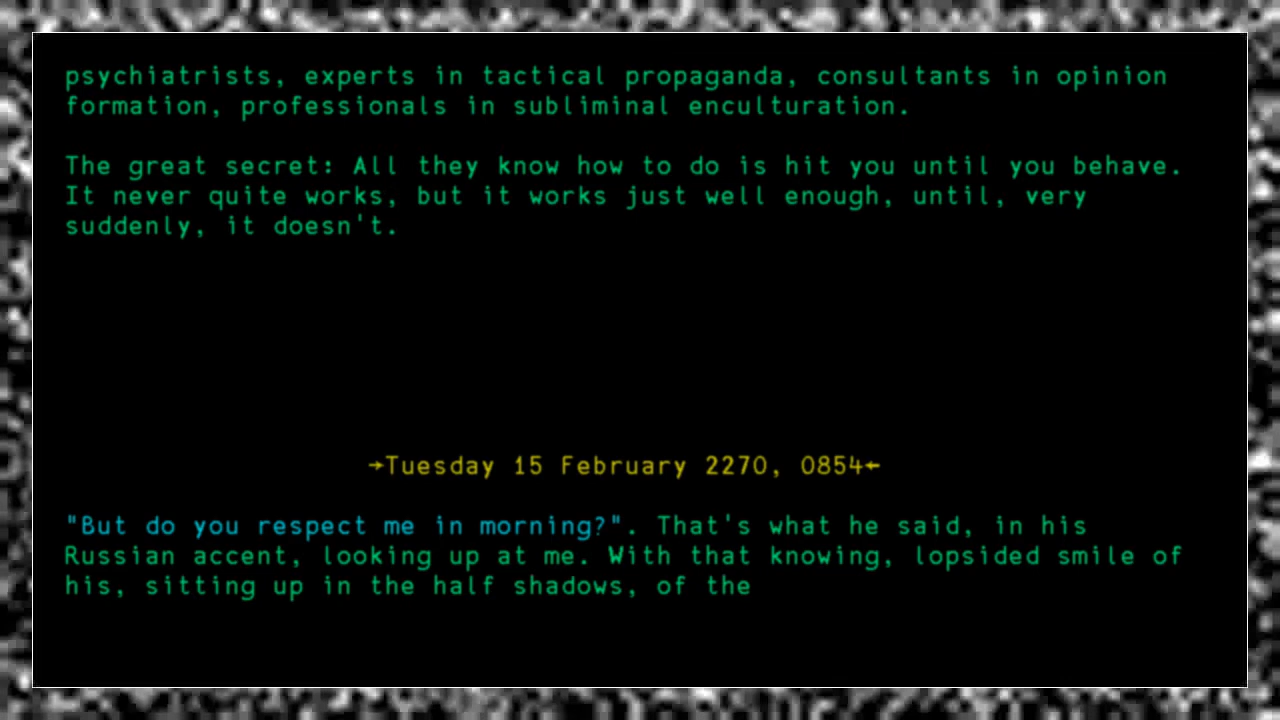 psychiatrists, experts in tactical propaganda, consultants in opinion
formation, professionals in subliminal enculturation.
The great secret: All they know how to do is hit you until you behave.
It never quite works, but it works just well enough, until, very
suddenly, it doesn't.
→Tuesday 15 February 2270, 0854←
"But do you respect me in morning?". That's what he said, in his
Russian accent, looking up at me. With that knowing, lopsided smile of
his, sitting up in the half shadows, of the